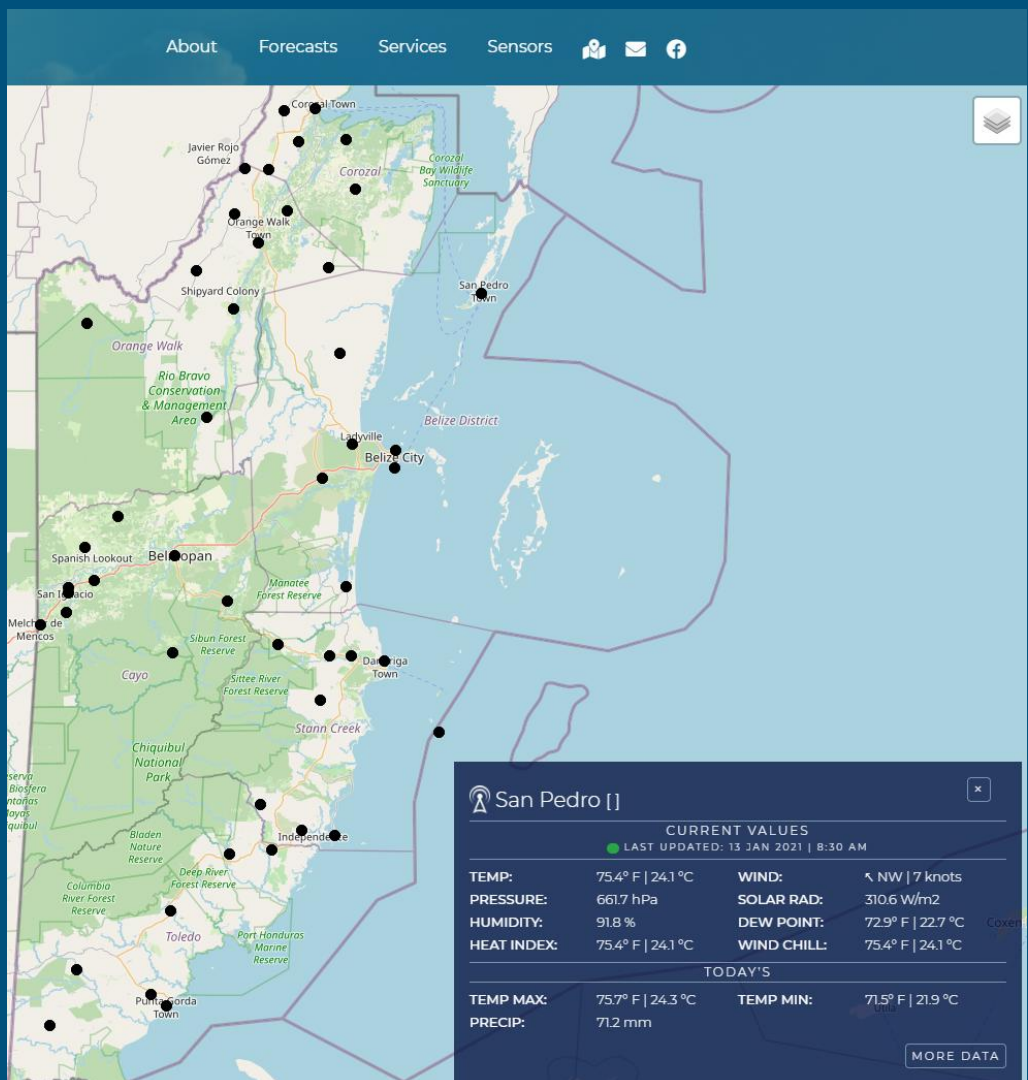 About Forecasts Services Sensors
Corozal Town
Javier Rojo
Gómez
Corozal
Corozal
Bay Wildlife
Sanctuary
Orange Walk
Town
San Pedro
Town
Shipyard Colony
Orange Walk
Rio Bravo
Conservation
& Management
Area
Belize District
Ladyville
Belize City
Spanish Lookout
Belmopan
San Ignacio
Manatee
Forest Reserve
Melchor de
Mencos
Sibun Forest
Reserve
Cayo
Dangriga
Town
Sittee River
Forest Reserve
Stann Creek
Chiquibul
National
Park
Independence
Bladen
Nature
Reserve
Deep River
Forest Reserve
Columbia
River Forest
Reserve
Toledo
Port Honduras
Marine
Reserve
Punta Gorda
Town
San Pedro [ ]
×
CURRENT VALUES
LAST UPDATED: 13 JAN 2021 | 8:30 AM
TEMP: 75.4° F | 24.1 °C WIND: ↖ NW | 7 knots
PRESSURE: 661.7 hPa SOLAR RAD: 310.6 W/m2
HUMIDITY: 91.8 % DEW POINT: 72.9° F | 22.7 °C
HEAT INDEX: 75.4° F | 24.1 °C WIND CHILL: 75.4° F | 24.1 °C
TODAY'S
TEMP MAX: 75.7° F | 24.3 °C TEMP MIN: 71.5° F | 21.9 °C
PRECIP: 71.2 mm
MORE DATA